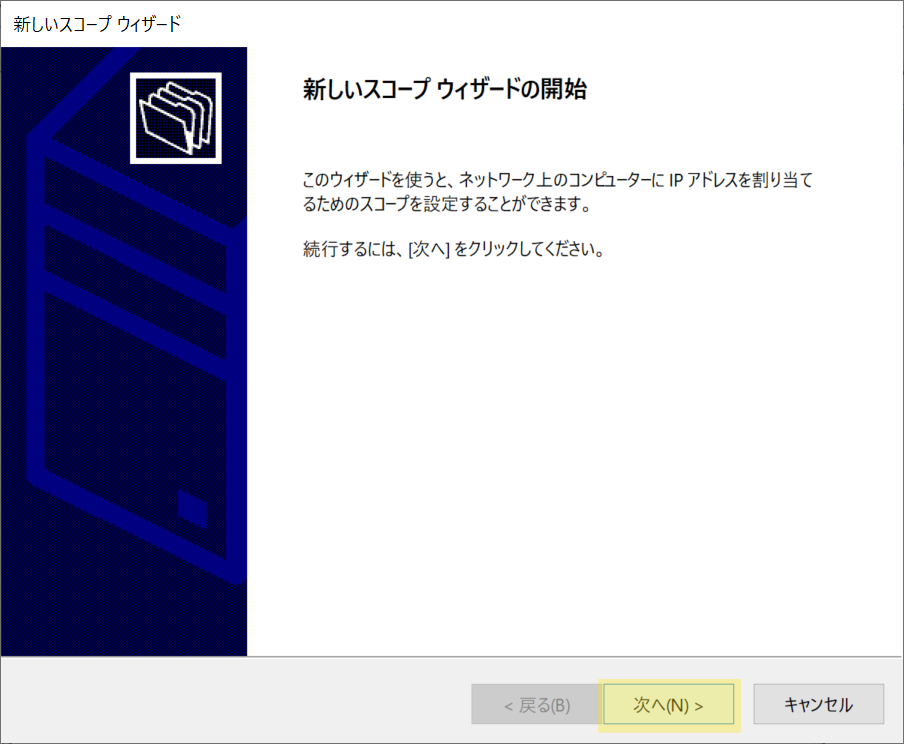 新しいスコープ ウィザード
新しいスコープ ウィザードの開始
このウィザードを使うと、ネットワーク上のコンピューターに IP アドレスを割り当て
るためのスコープを設定することができます。
続行するには、[次へ] をクリックしてください。
< 戻る(B)
次へ(N) >
キャンセル